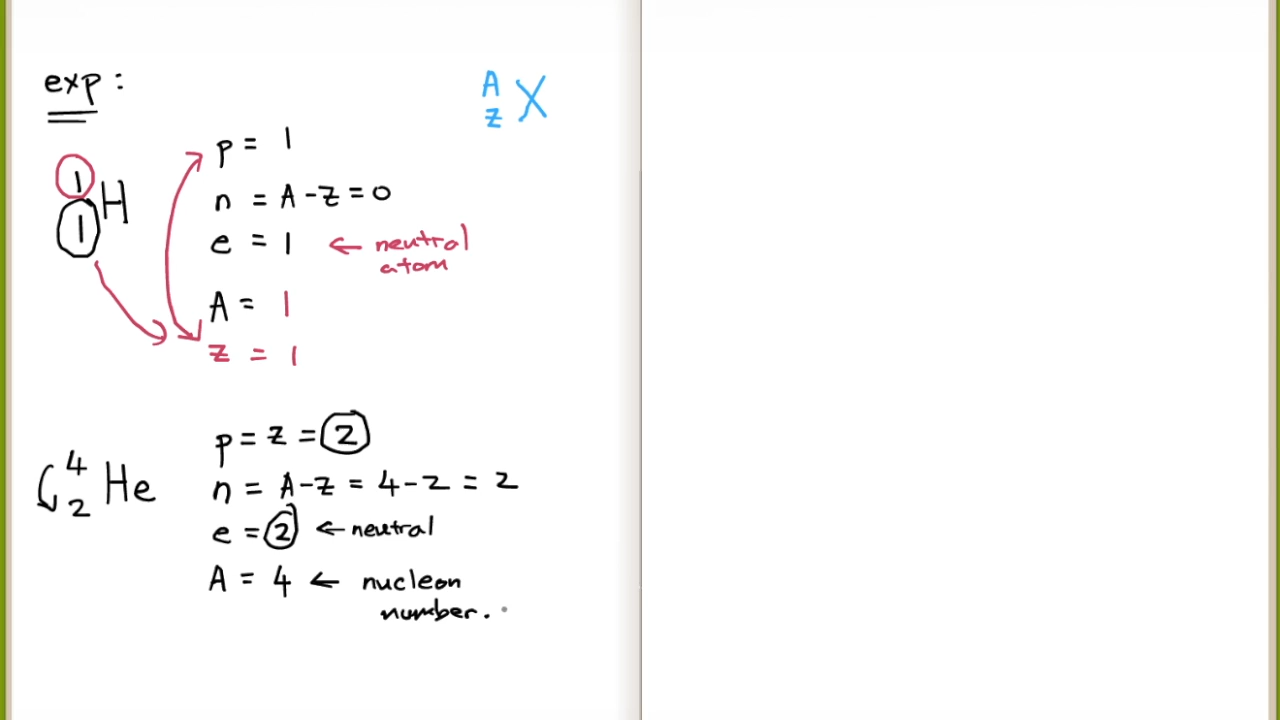 exp :
A
Z X
1
1 H
p = 1
n = A - Z = 0
e = 1 ← neutral
atom
A = 1
Z = 1
4
2 He
p = Z = 2
n = A - Z = 4 - 2 = 2
e = 2 ← neutral
A = 4 ← nucleon
number.